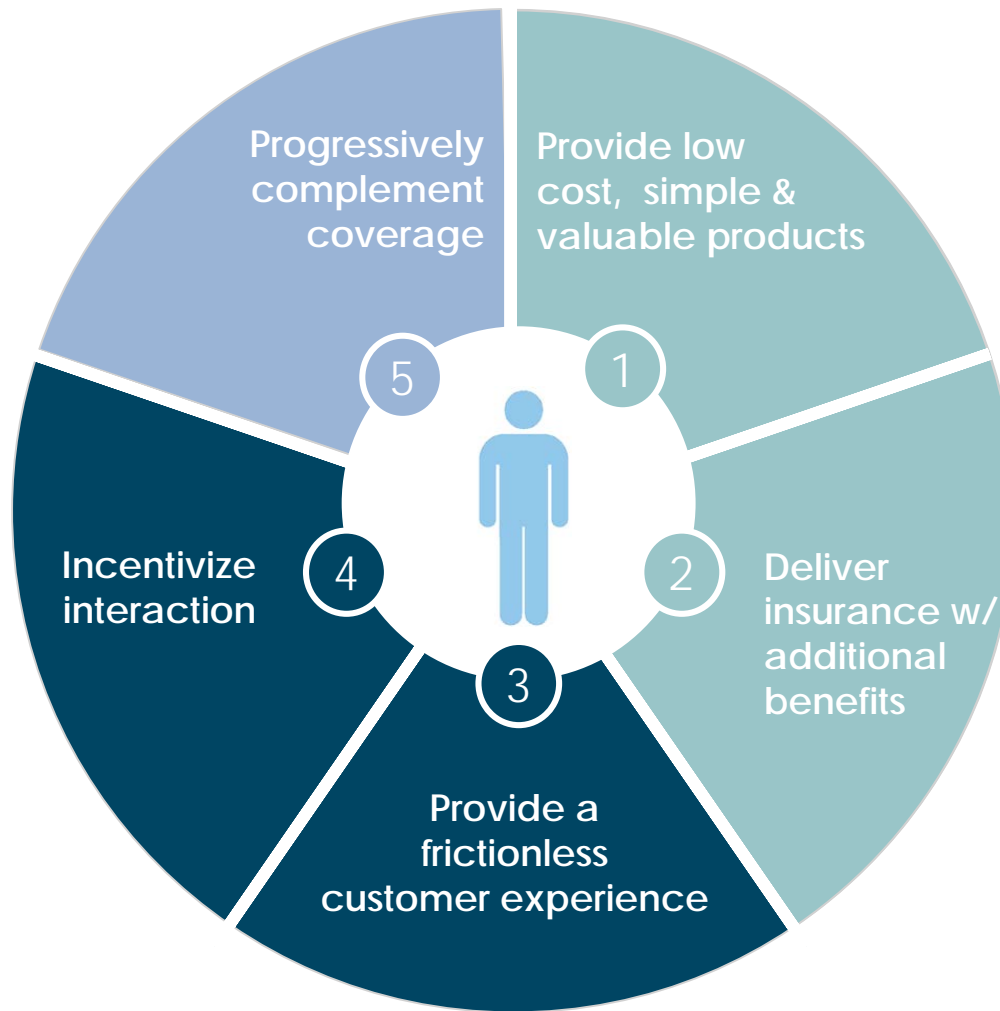 Provide low
cost, simple &
valuable products
1
2
Deliver
insurance w/
additional
benefits
3
Provide a
frictionless
customer experience
4
Incentivize
interaction
5
Progressively
complement
coverage